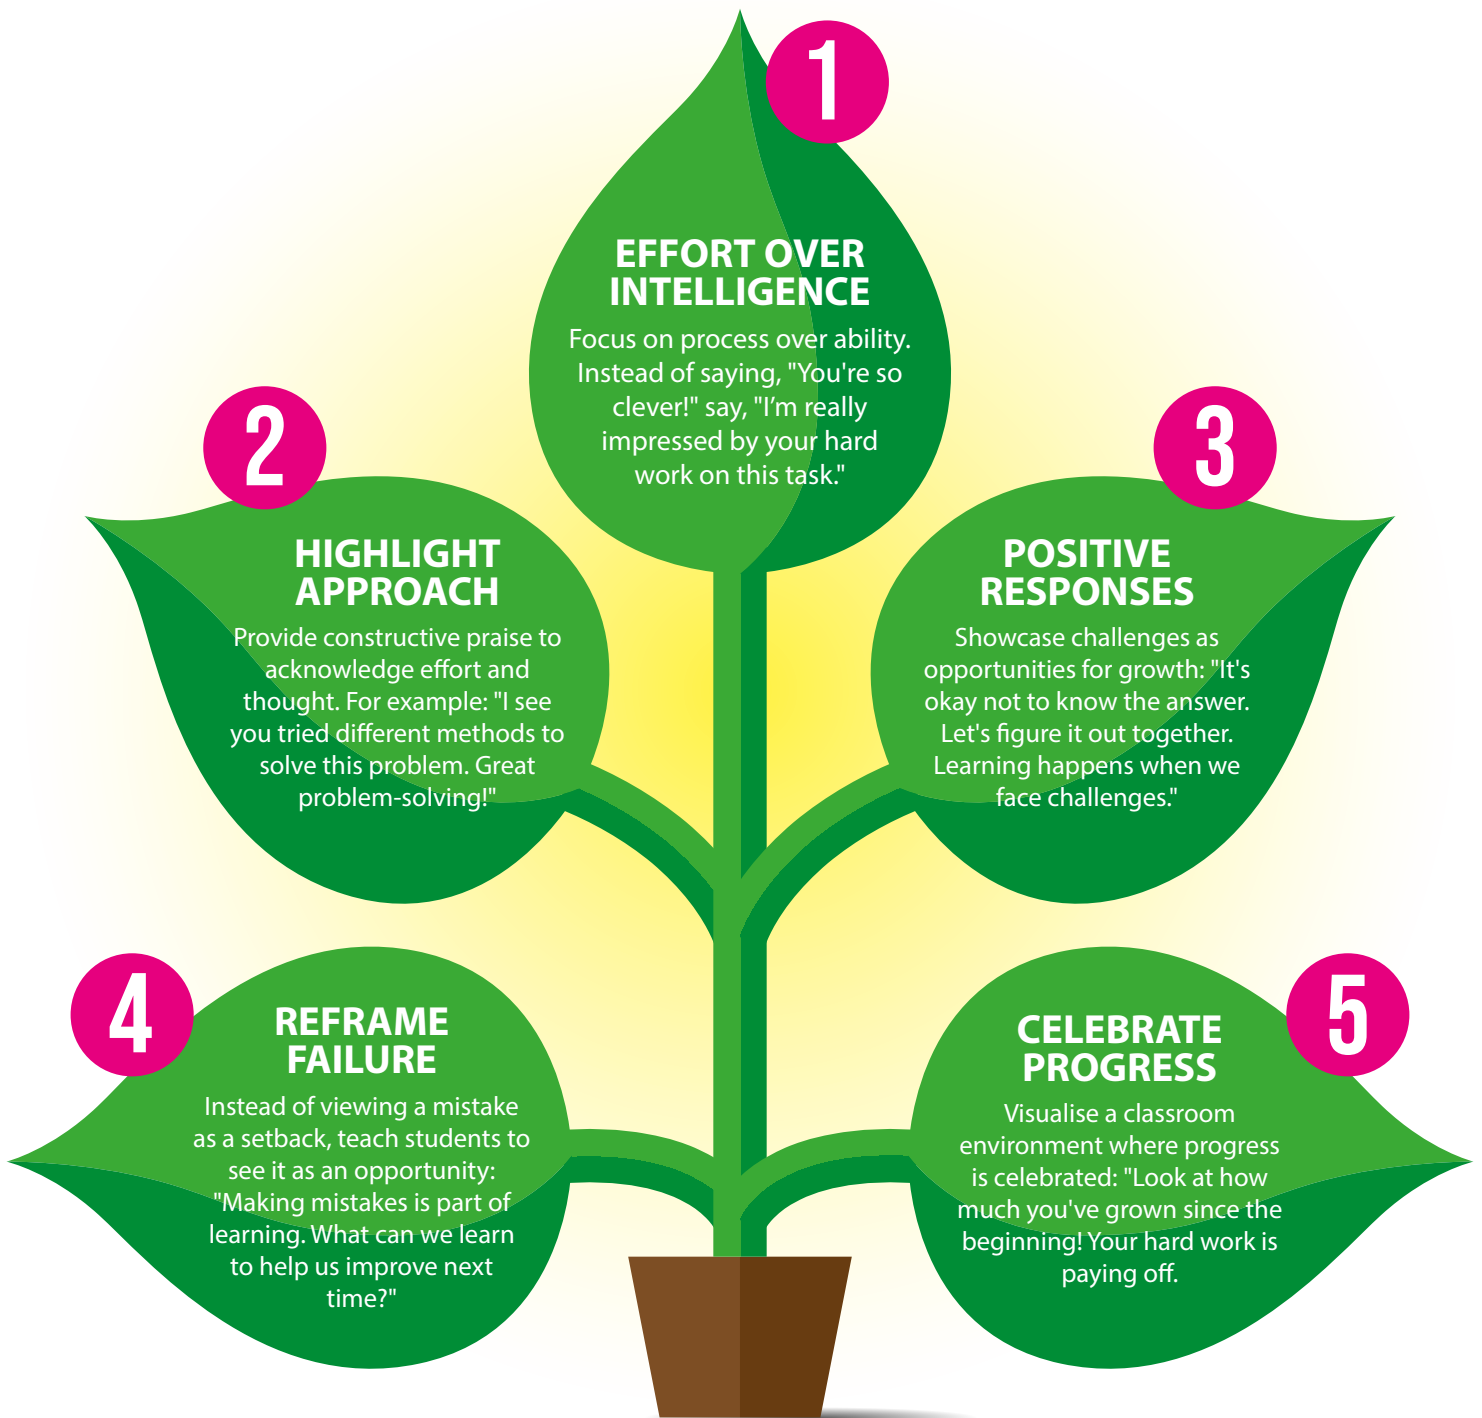 1
EFFORT OVER
INTELLIGENCE
Focus on process over ability.
Instead of saying, "You're so
clever!" say, "I’m really
impressed by your hard
work on this task."
2
HIGHLIGHT
APPROACH
Provide constructive praise to
acknowledge effort and
thought. For example: "I see
you tried different methods to
solve this problem. Great
problem-solving!"
3
POSITIVE
RESPONSES
Showcase challenges as
opportunities for growth: "It's
okay not to know the answer.
Let's figure it out together.
Learning happens when we
face challenges."
4
REFRAME
FAILURE
Instead of viewing a mistake
as a setback, teach students to
see it as an opportunity:
"Making mistakes is part of
learning. What can we learn
to help us improve next
time?"
5
CELEBRATE
PROGRESS
Visualise a classroom
environment where progress
is celebrated: "Look at how
much you've grown since the
beginning! Your hard work is
paying off.